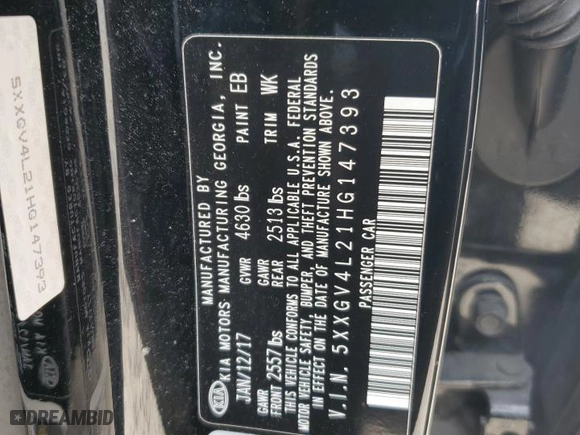 KIA
MANUFACTURED BY
KIA MOTORS MANUFACTURING GEORGIA, INC.
JAN/12/17 GVWR 4630 lbs PAINT EB
GAWR FRONT 2557 lbs GAWR REAR 2513 lbs TRIM WK
THIS VEHICLE CONFORMS TO ALL APPLICABLE U.S.A. FEDERAL
MOTOR VEHICLE SAFETY, BUMPER, AND THEFT PREVENTION STANDARDS
IN EFFECT ON THE DATE OF MANUFACTURE SHOWN ABOVE.
V.I.N. 5XXGV4L21HG147393
PASSENGER CAR
5XXGV4L21HG147393
KIA
DREAMBID